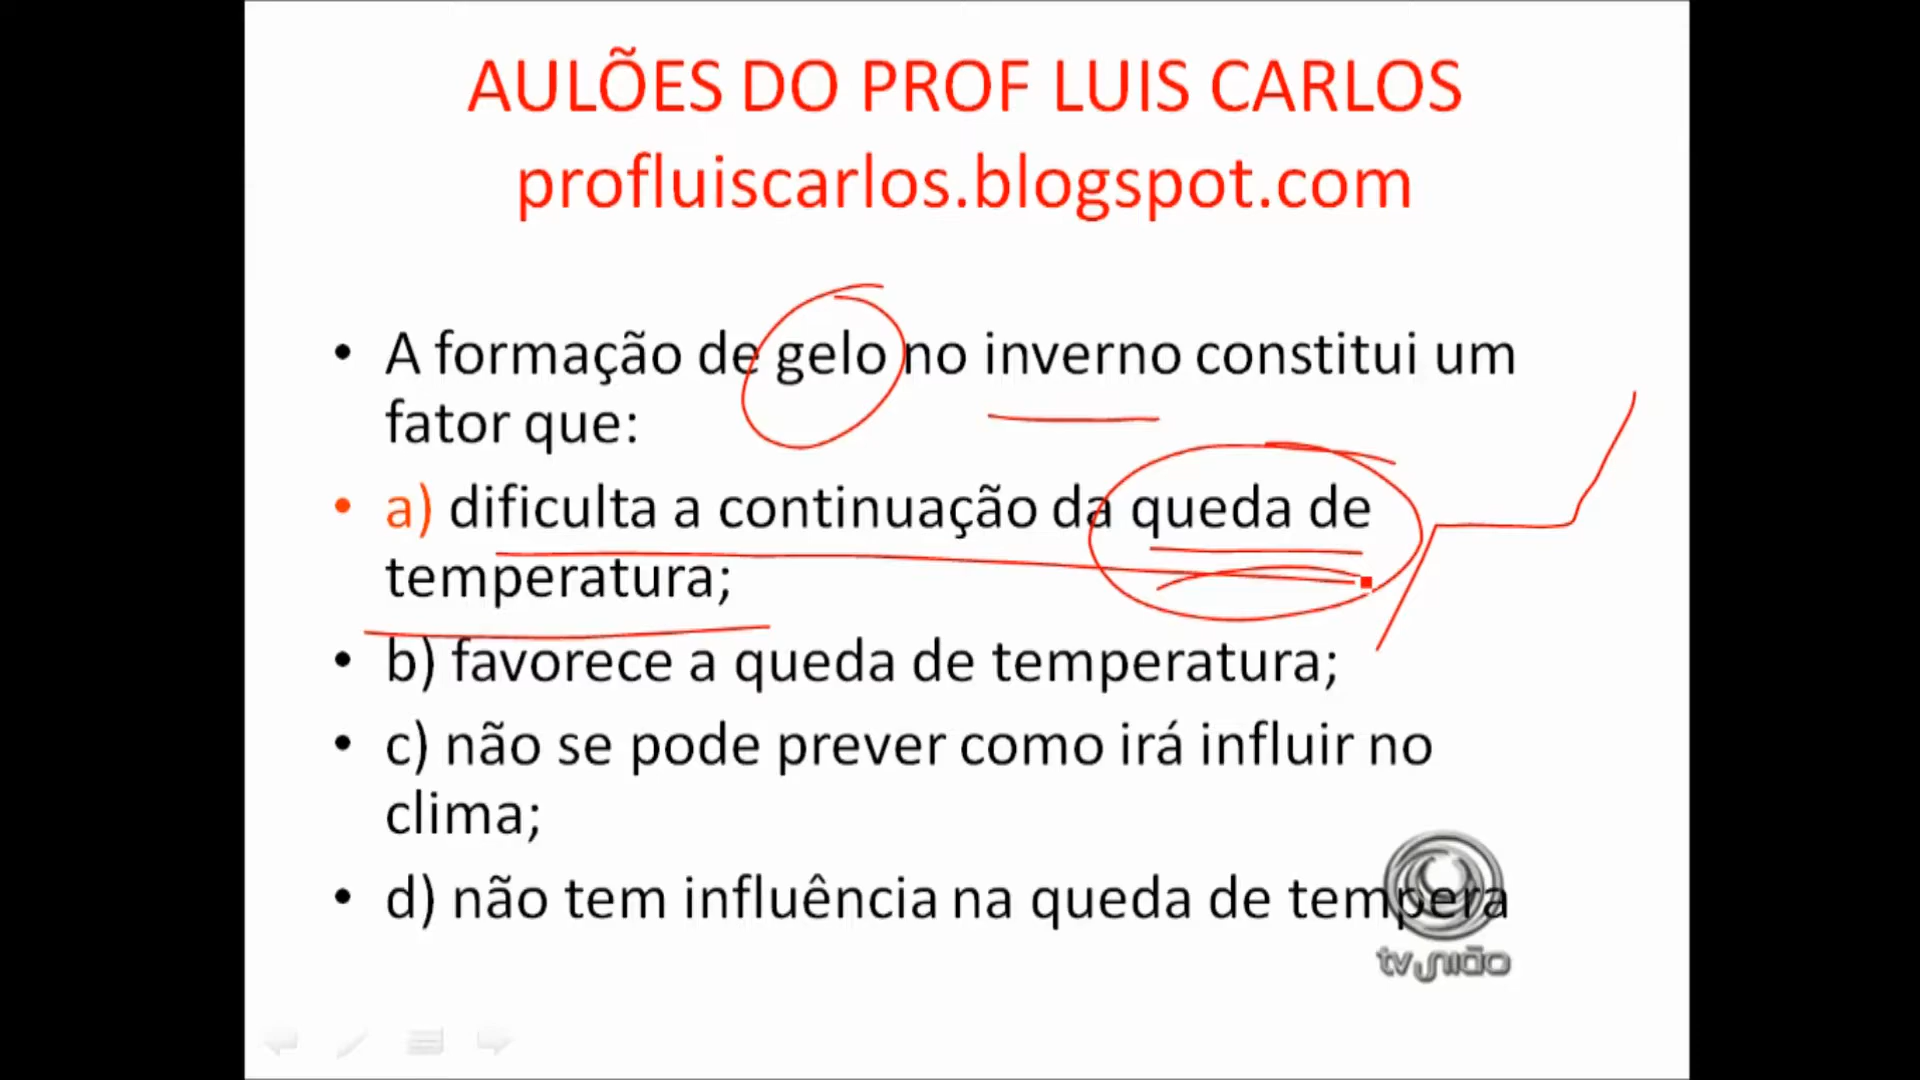 AULÕES DO PROF LUIS CARLOS
profluiscarlos.blogspot.com
• A formação de gelo no inverno constitui um
fator que:
• a) dificulta a continuação da queda de
temperatura;
• b) favorece a queda de temperatura;
• c) não se pode prever como irá influir no
clima;
• d) não tem influência na queda de tempera
tv união